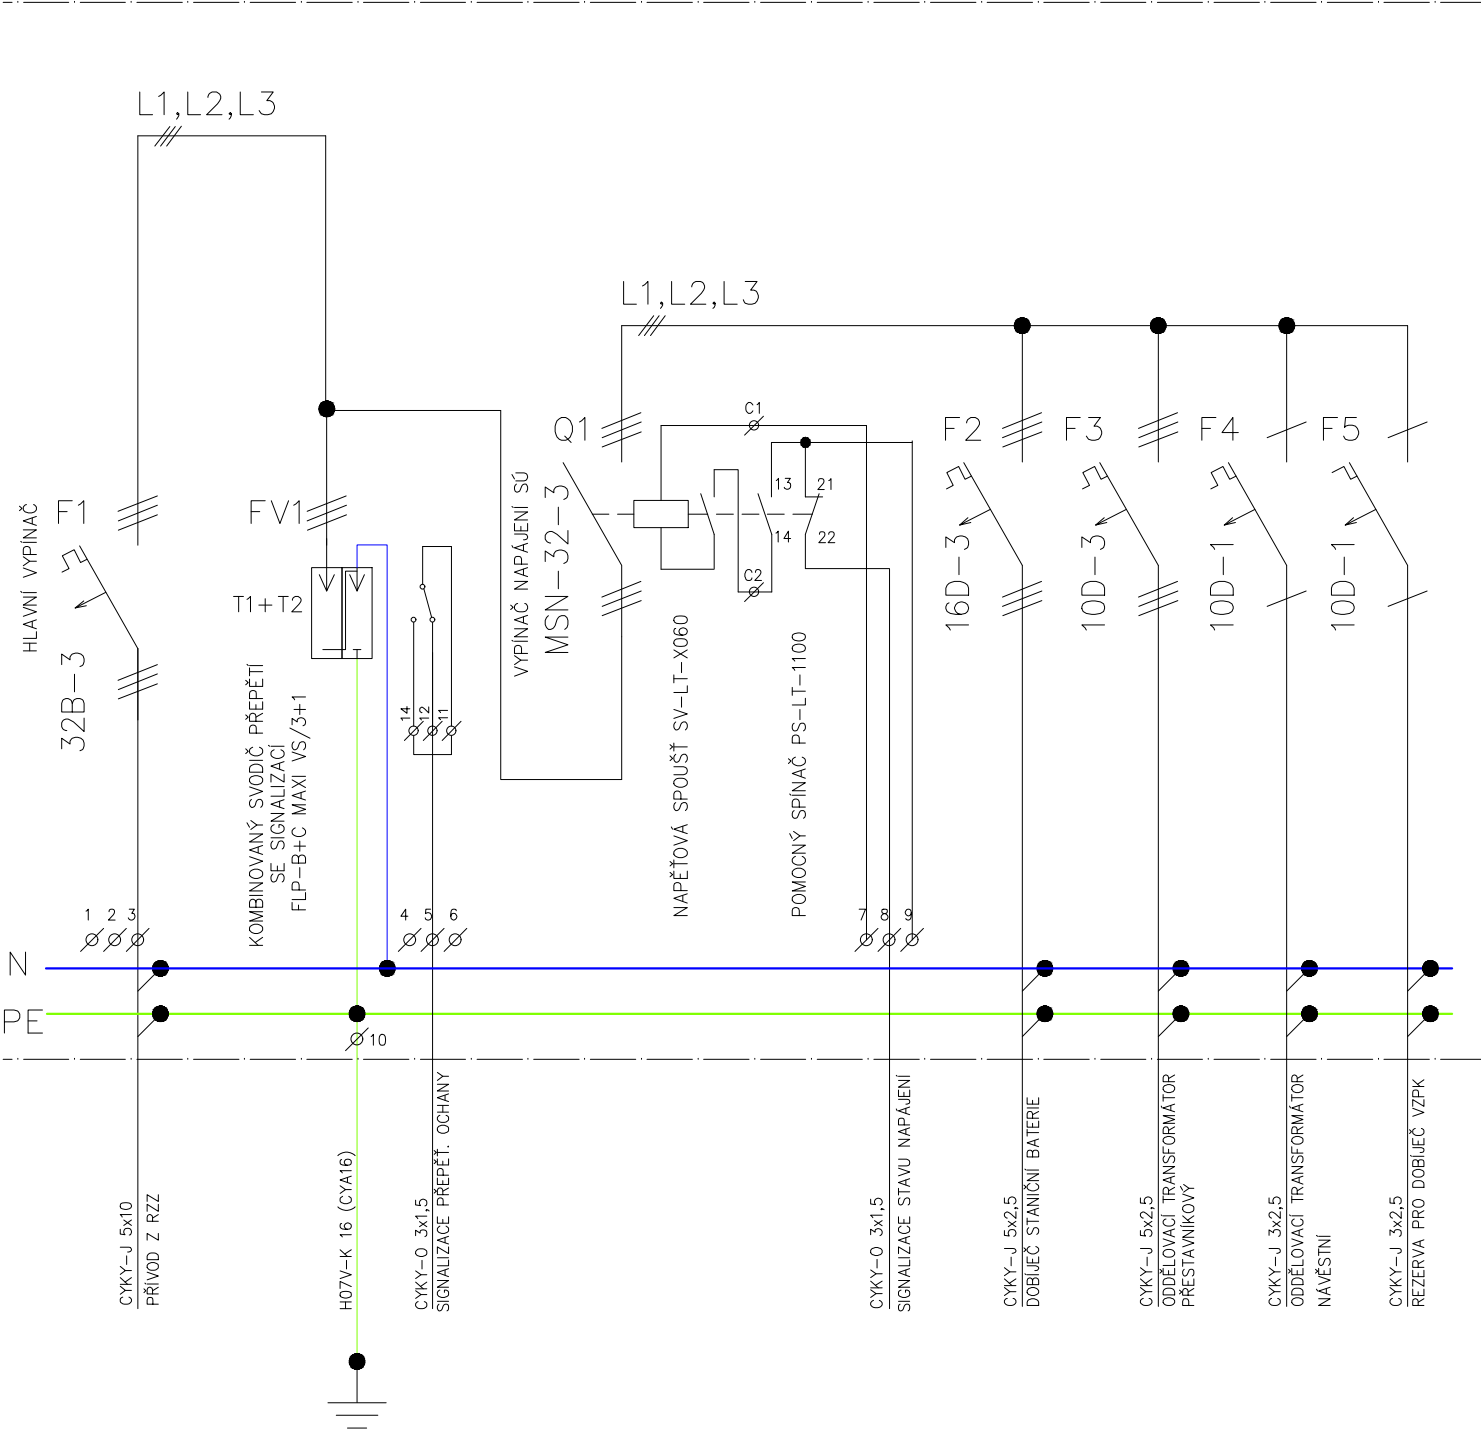 L1,L2,L3
L1,L2,L3
HLAVNÍ VYPÍNAČ
F1
32B-3
FV1
T1+T2
KOMBINOVANÝ SVODIČ PŘEPĚTÍ
SE SIGNALIZACÍ
FLP-B+C MAXI VS/3+1
14
12
11
VYPÍNAČ NAPÁJENÍ SÚ
Q1
MSN-32-3
C1
13
21
14
22
C2
NAPĚŤOVÁ SPOUŠŤ SV-LT-X060
POMOCNÝ SPÍNAČ PS-LT-1100
F2
16D-3
F3
10D-3
F4
10D-1
F5
10D-1
1
2
3
4
5
6
7
8
9
N
PE
10
CYKY-J 5x10
PŘÍVOD Z RZZ
H07V-K 16 (CYA16)
CYKY-O 3x1,5
SIGNALIZACE PŘEPĚŤ. OCHANY
CYKY-O 3x1,5
SIGNALIZACE STAVU NAPÁJENÍ
CYKY-J 5x2,5
DOBÍJEČ STANIČNÍ BATERIE
CYKY-J 5x2,5
ODDĚLOVACÍ TRANSFORMÁTOR
PŘESTAVNÍKOVÝ
CYKY-J 3x2,5
ODDĚLOVACÍ TRANSFORMÁTOR
NÁVĚSTNÍ
CYKY-J 3x2,5
REZERVA PRO DOBÍJEČ VZPK